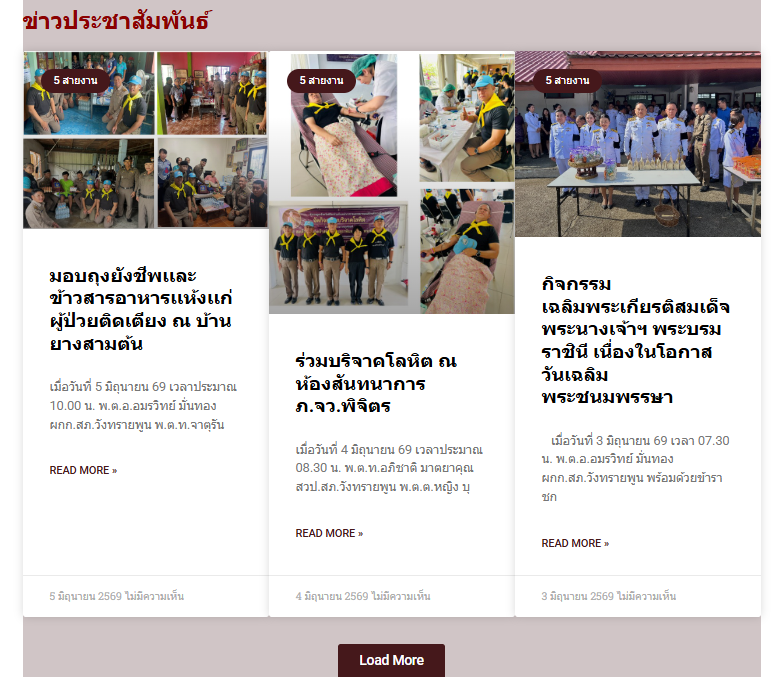 ข่าวประชาสัมพันธ์
5 สายงาน
มอบถุงยังชีพและ
ข้าวสารอาหารแห้งแก่
ผู้ป่วยติดเตียง ณ บ้าน
ยางสามต้น
เมื่อวันที่ 5 มิถุนายน 69 เวลาประมาณ
10.00 น. พ.ต.อ.อมรวิทย์ มั่นทอง
ผกก.สภ.วังทรายพูน พ.ต.ท.จาตุรัน
READ MORE »
5 มิถุนายน 2569 ไม่มีความเห็น
5 สายงาน
ร่วมบริจาคโลหิต ณ
ห้องสันทนาการ
ภ.จว.พิจิตร
เมื่อวันที่ 4 มิถุนายน 69 เวลาประมาณ
08.30 น. พ.ต.ท.อภิชาติ มาตยาคุณ
สวป.สภ.วังทรายพูน พ.ต.ต.หญิง บุ
READ MORE »
4 มิถุนายน 2569 ไม่มีความเห็น
5 สายงาน
กิจกรรม
เฉลิมพระเกียรติสมเด็จ
พระนางเจ้าฯ พระบรม
ราชินี เนื่องในโอกาส
วันเฉลิม
พระชนมพรรษา
เมื่อวันที่ 3 มิถุนายน 69 เวลา 07.30
น. พ.ต.อ.อมรวิทย์ มั่นทอง
ผกก.สภ.วังทรายพูน พร้อมด้วยข้ารา
ชก
READ MORE »
3 มิถุนายน 2569 ไม่มีความเห็น
Load More